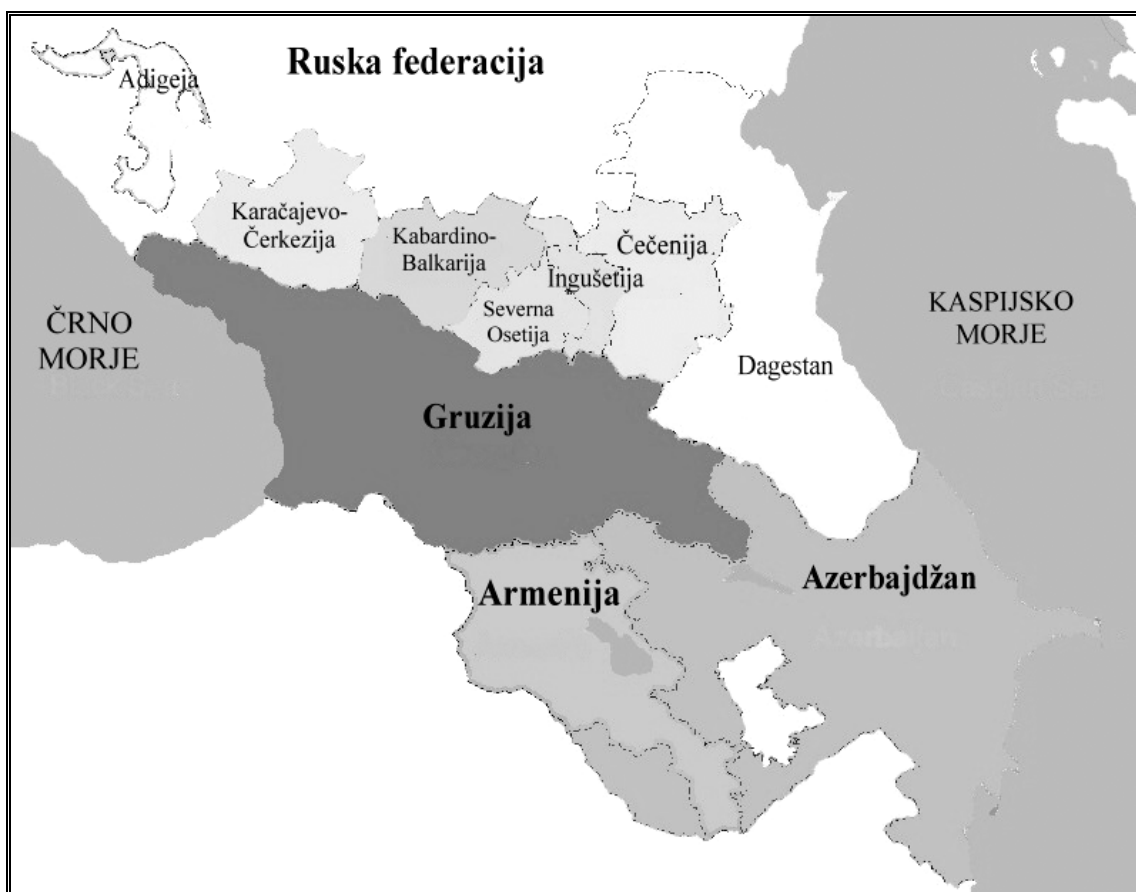 Ruska federacija
Adigeja
Karačajevo-
Čerkezija
Kabardino-
Balkarija
Čečenija
Ingušetija
Severna
Osetija
ČRNO
MORJE
KASPIJSKO
MORJE
Dagestan
Gruzija
Armenija
Azerbajdžan
Azerbaijan